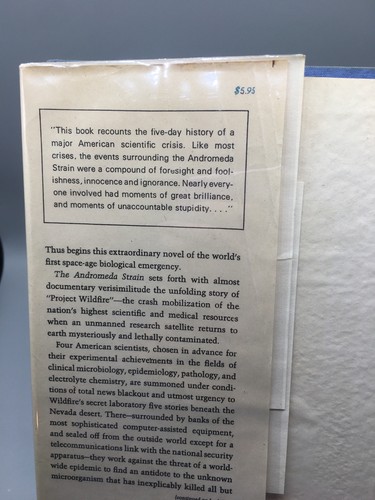 $5.95
"This book recounts the five-day history of a
major American scientific crisis. Like most
crises, the events surrounding the Andromeda
Strain were a compound of foresight and fool-
ishness, innocence and ignorance. Nearly every-
one involved had moments of great brilliance,
and moments of unaccountable stupidity. . . ."
Thus begins this extraordinary novel of the world's
first space-age biological emergency.
The Andromeda Strain sets forth with almost
documentary verisimilitude the unfolding story of
"Project Wildfire"—the crash mobilization of the
nation's highest scientific and medical resources
when an unmanned research satellite returns to
earth mysteriously and lethally contaminated.
Four American scientists, chosen in advance for
their experimental achievements in the fields of
clinical microbiology, epidemiology, pathology, and
electrolyte chemistry, are summoned under condi-
tions of total news blackout and utmost urgency to
Wildfire's secret laboratory five stories beneath the
Nevada desert. There—surrounded by banks of the
most sophisticated computer-assisted equipment,
and sealed off from the outside world except for a
telecommunications link with the national security
apparatus—they work against the threat of a world-
wide epidemic to find an antidote to the unknown
microorganism that has inexplicably killed all but